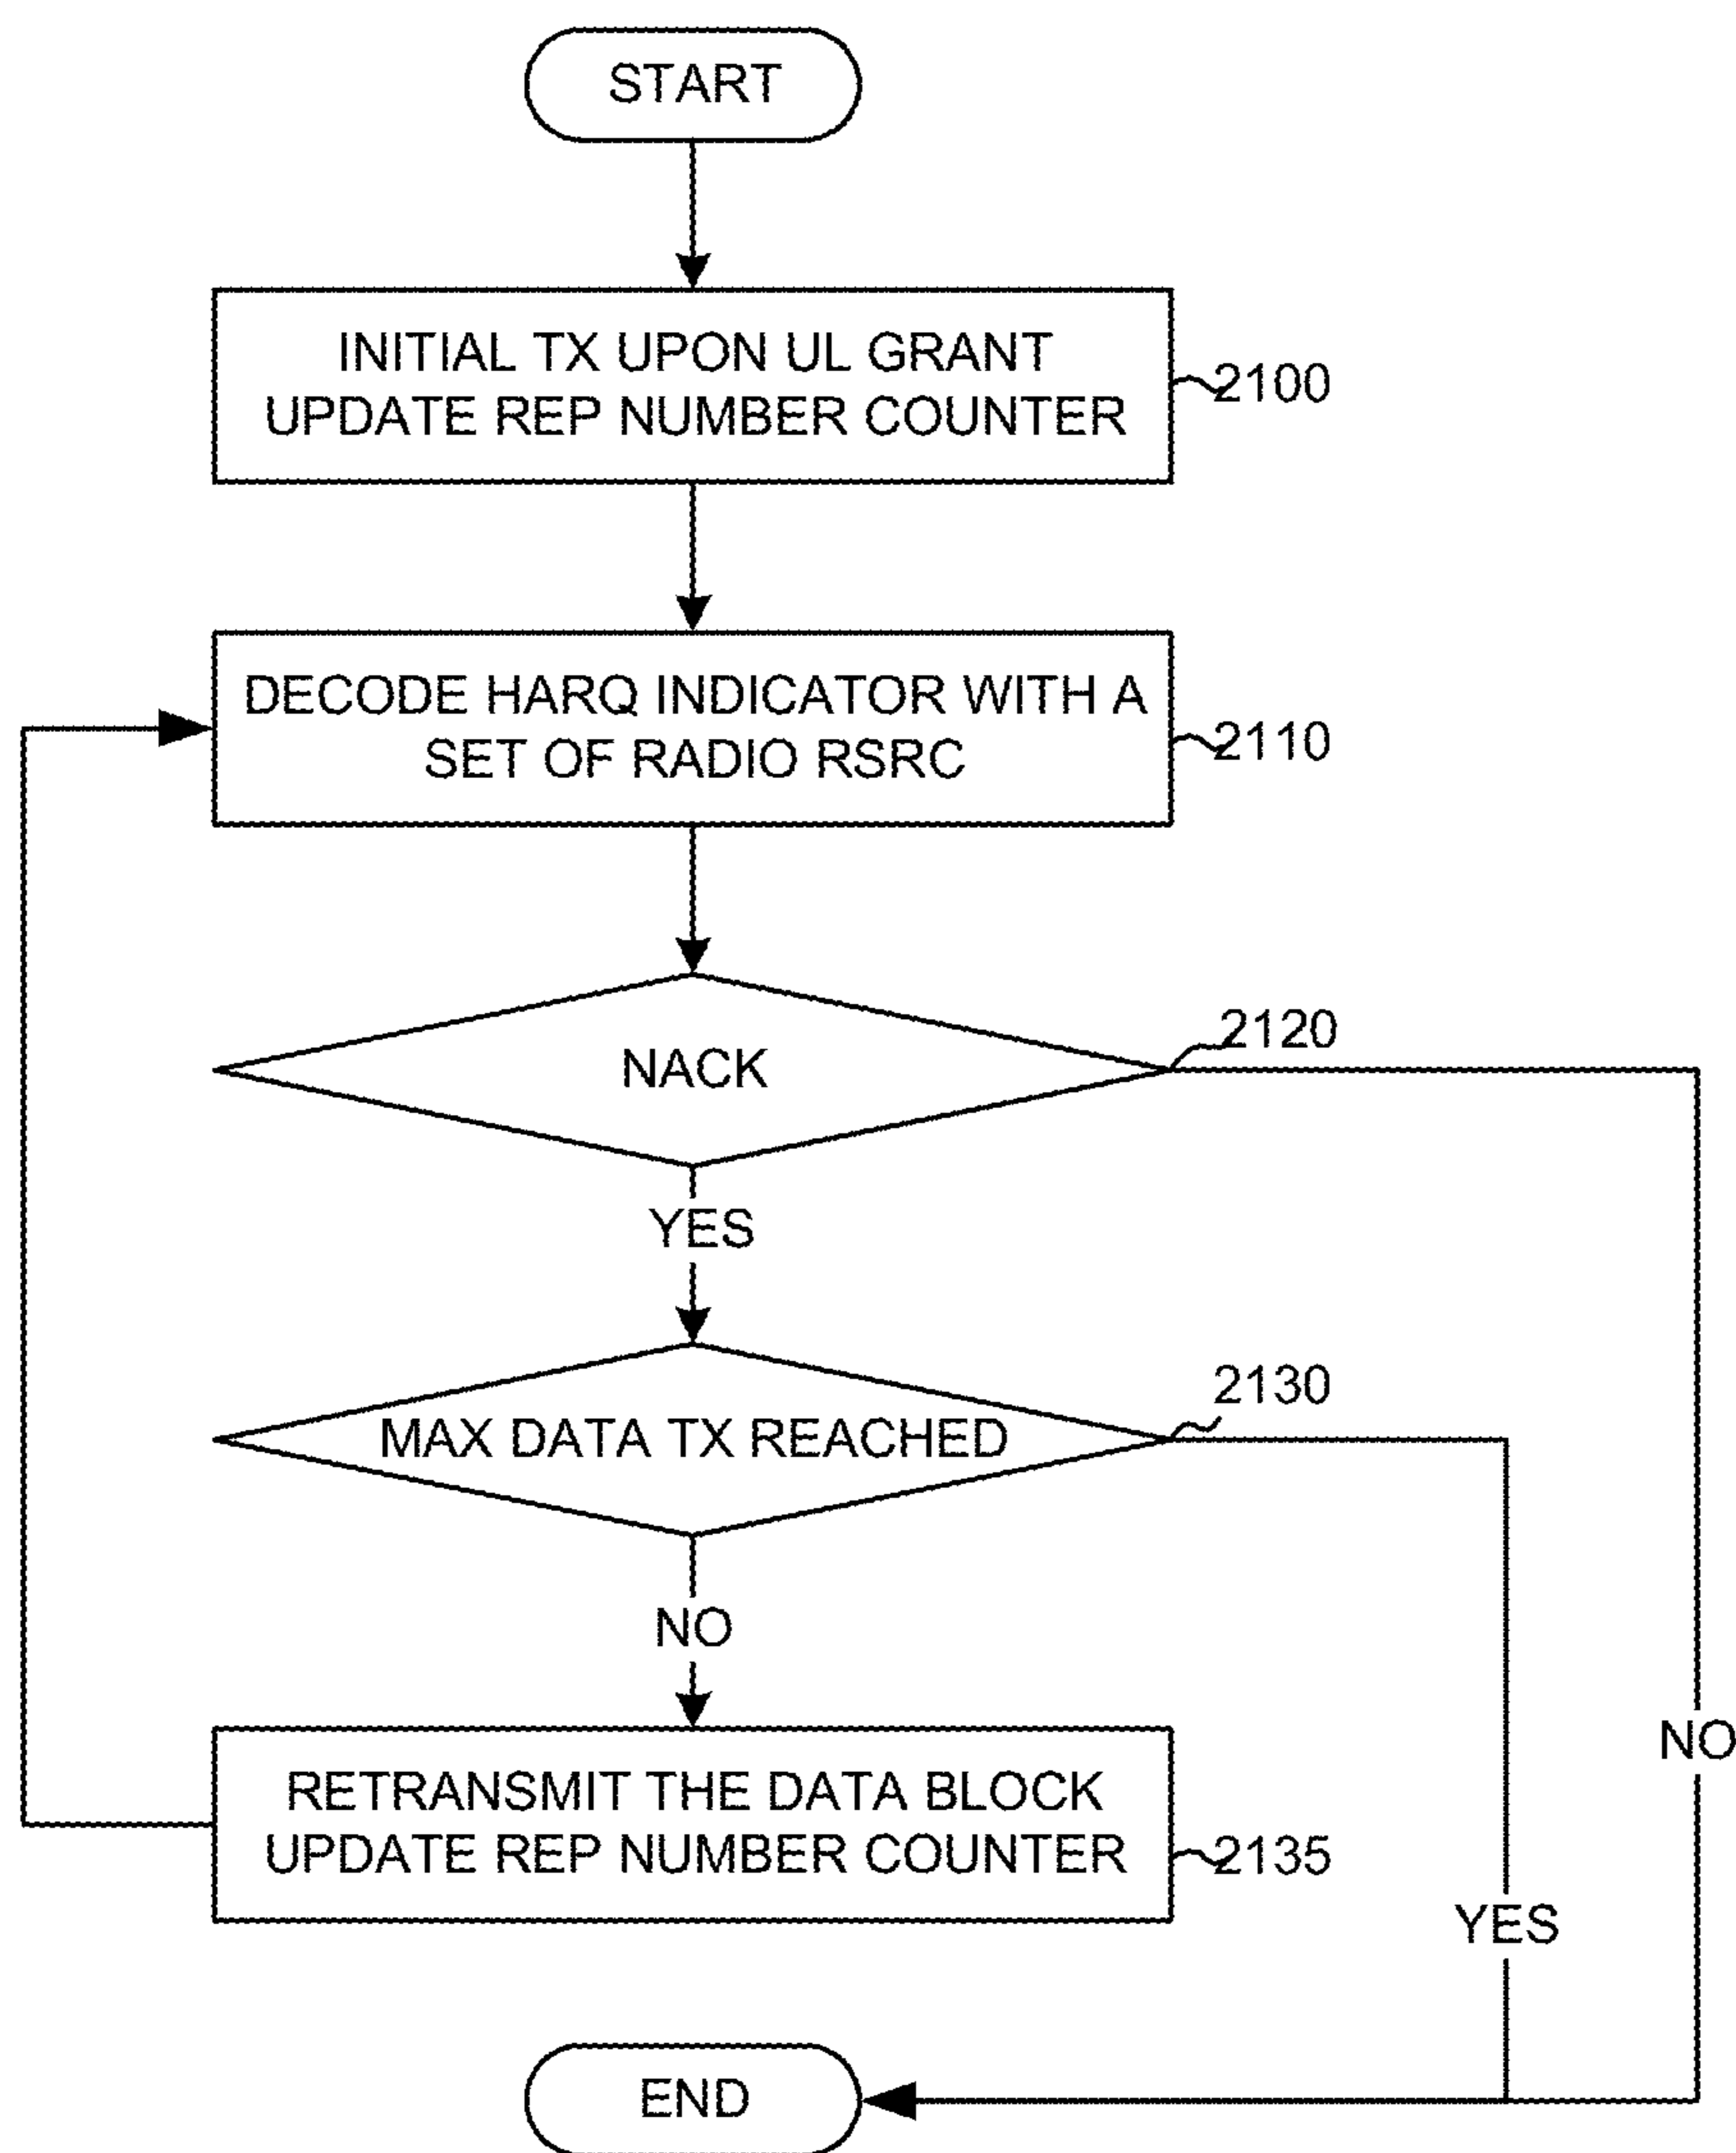 START
INITIAL TX UPON UL GRANT
UPDATE REP NUMBER COUNTER
2100
DECODE HARQ INDICATOR WITH A
SET OF RADIO RSRC
2110
2120
NACK
YES
2130
MAX DATA TX REACHED
NO
NO
RETRANSMIT THE DATA BLOCK
UPDATE REP NUMBER COUNTER
2135
YES
END